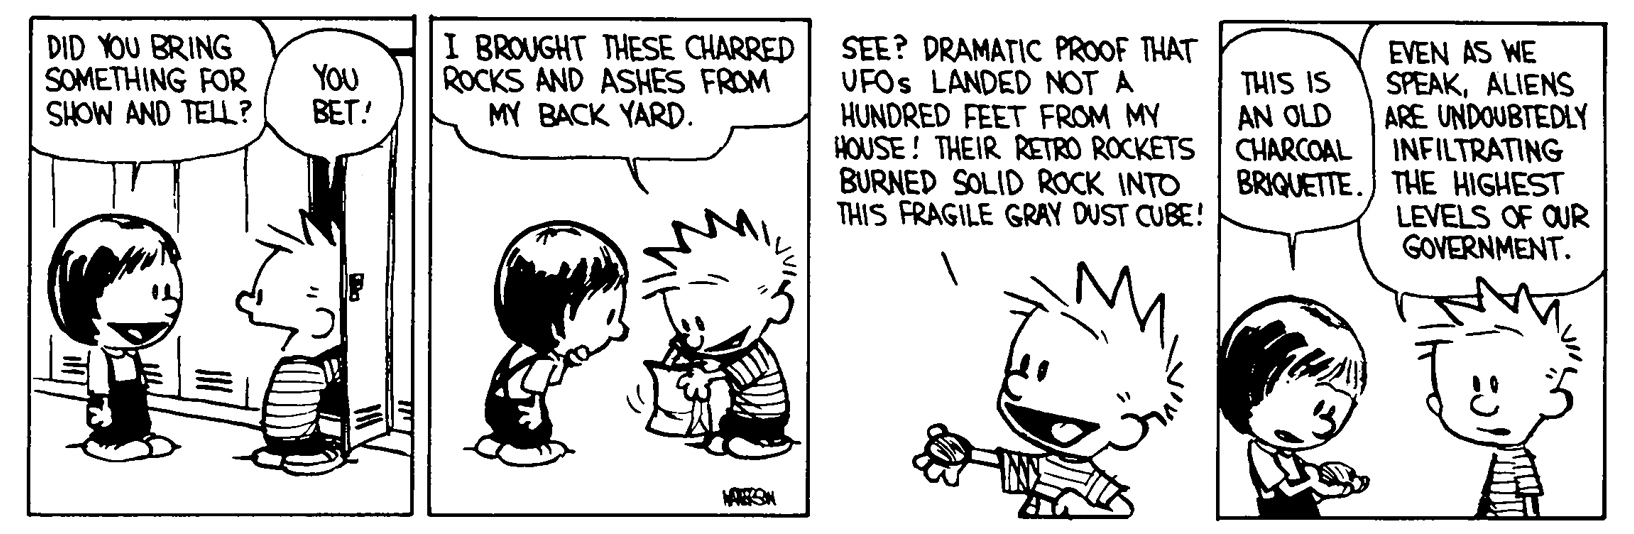 DID YOU BRING
SOMETHING FOR
SHOW AND TELL?
YOU
BET!
I BROUGHT THESE CHARRED
ROCKS AND ASHES FROM
MY BACK YARD.
WATTERSON
SEE? DRAMATIC PROOF THAT
UFOs LANDED NOT A
HUNDRED FEET FROM MY
HOUSE! THEIR RETRO ROCKETS
BURNED SOLID ROCK INTO
THIS FRAGILE GRAY DUST CUBE!
THIS IS
AN OLD
CHARCOAL
BRIQUETTE.
EVEN AS WE
SPEAK, ALIENS
ARE UNDOUBTEDLY
INFILTRATING
THE HIGHEST
LEVELS OF OUR
GOVERNMENT.